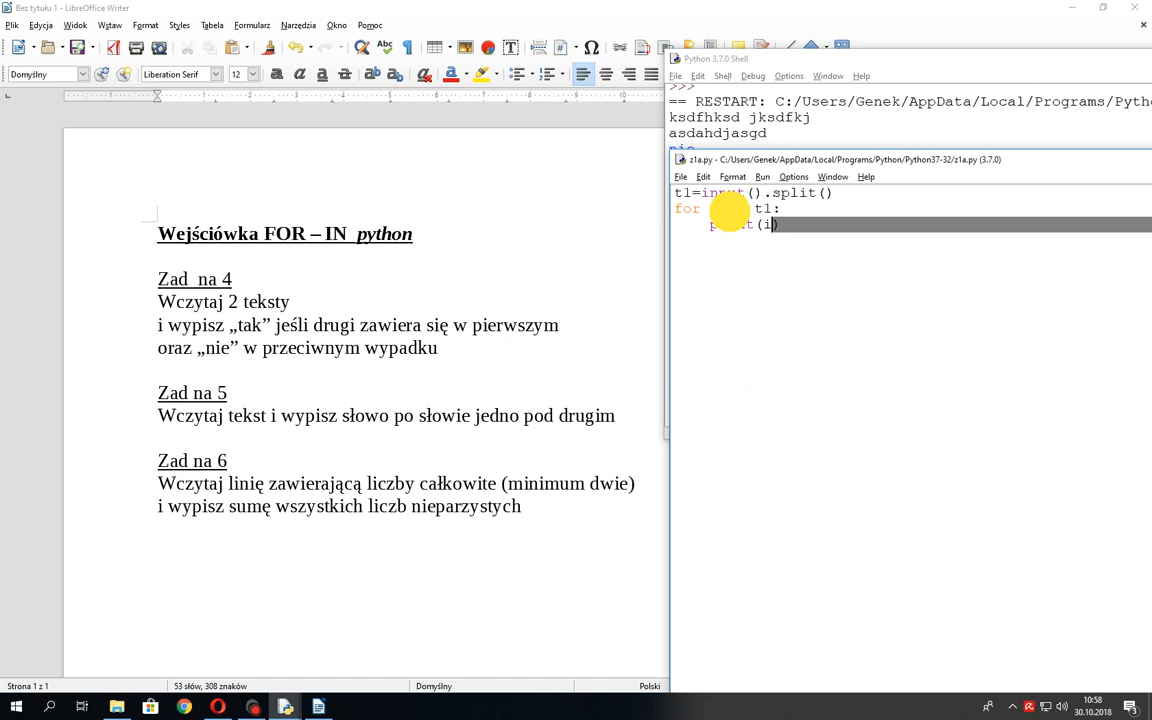 Bez tytułu 1 - LibreOffice Writer
Plik Edycja Widok Wstaw Format Styles Tabela Formularz Narzędzia Okno Pomoc
Domyślny Liberation Serif 12
Wejściówka FOR – IN python
Zad na 4
Wczytaj 2 teksty
i wypisz „tak” jeśli drugi zawiera się w pierwszym
oraz „nie” w przeciwnym wypadku
Zad na 5
Wczytaj tekst i wypisz słowo po słowie jedno pod drugim
Zad na 6
Wczytaj linię zawierającą liczby całkowite (minimum dwie)
i wypisz sumę wszystkich liczb nieparzystych
Python 3.7.0 Shell
File Edit Shell Debug Options Window Help
>>>
== RESTART: C:/Users/Genek/AppData/Local/Programs/Pyth
ksdfhksd jksdfkj
asdahdjasgd
nie
z1a.py - C:/Users/Genek/AppData/Local/Programs/Python/Python37-32/z1a.py (3.7.0)
File Edit Format Run Options Window Help
t1=input().split()
for t1:
print(i)
Strona 1 z 1 53 słów, 308 znaków Domyślny Polski
10:58
30.10.2018
3